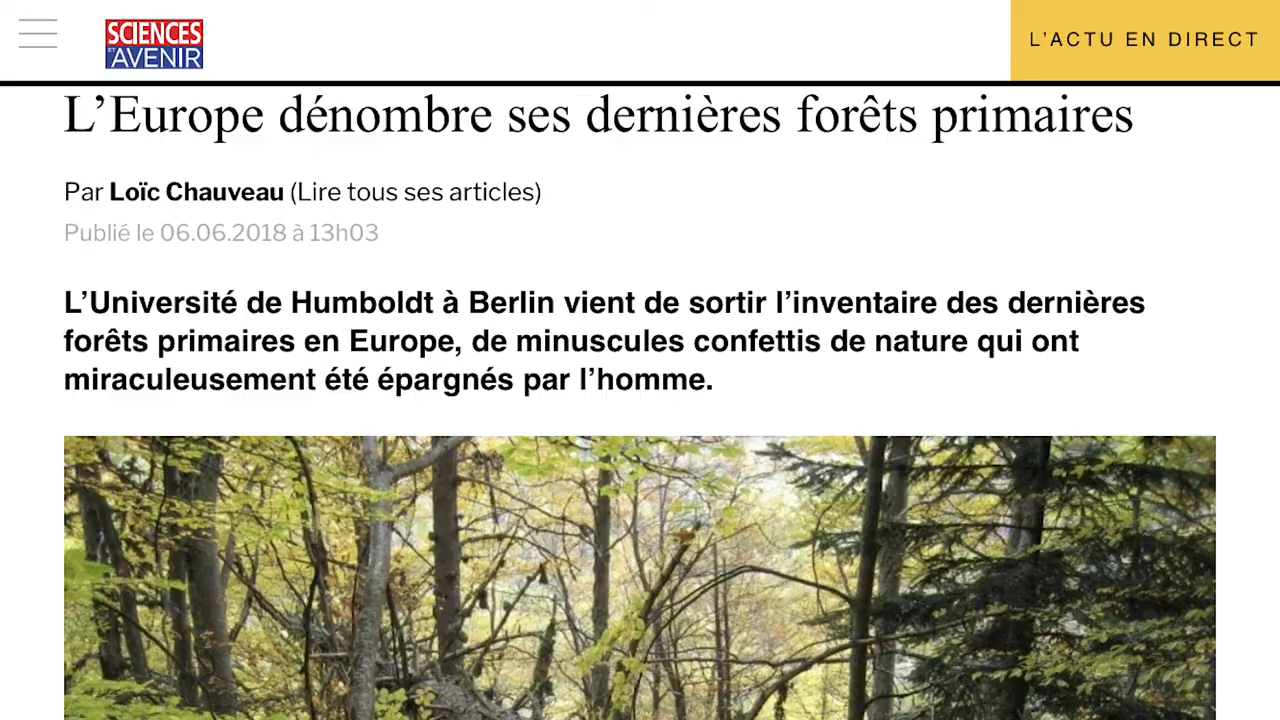 SCIENCES
ET AVENIR
L'ACTU EN DIRECT
L'Europe dénombre ses dernières forêts primaires
Par Loïc Chauveau (Lire tous ses articles)
Publié le 06.06.2018 à 13h03
L'Université de Humboldt à Berlin vient de sortir l'inventaire des dernières
forêts primaires en Europe, de minuscules confettis de nature qui ont
miraculeusement été épargnés par l'homme.